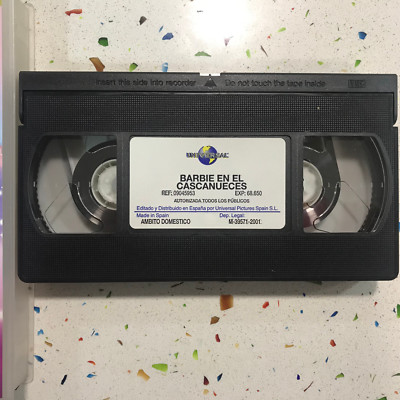 Insert this side into recorder
Do not touch the tape inside
UNIVERSAL
BARBIE EN EL
CASCANUECES
REF.:09045963 EXP: 68.650
AUTORIZADA TODOS LOS PÚBLICOS
Editado y Distribuido en España por Universal Pictures Spain S.L.
Made in Spain Dep. Legal:
AMBITO DOMESTICO M-39571-2001